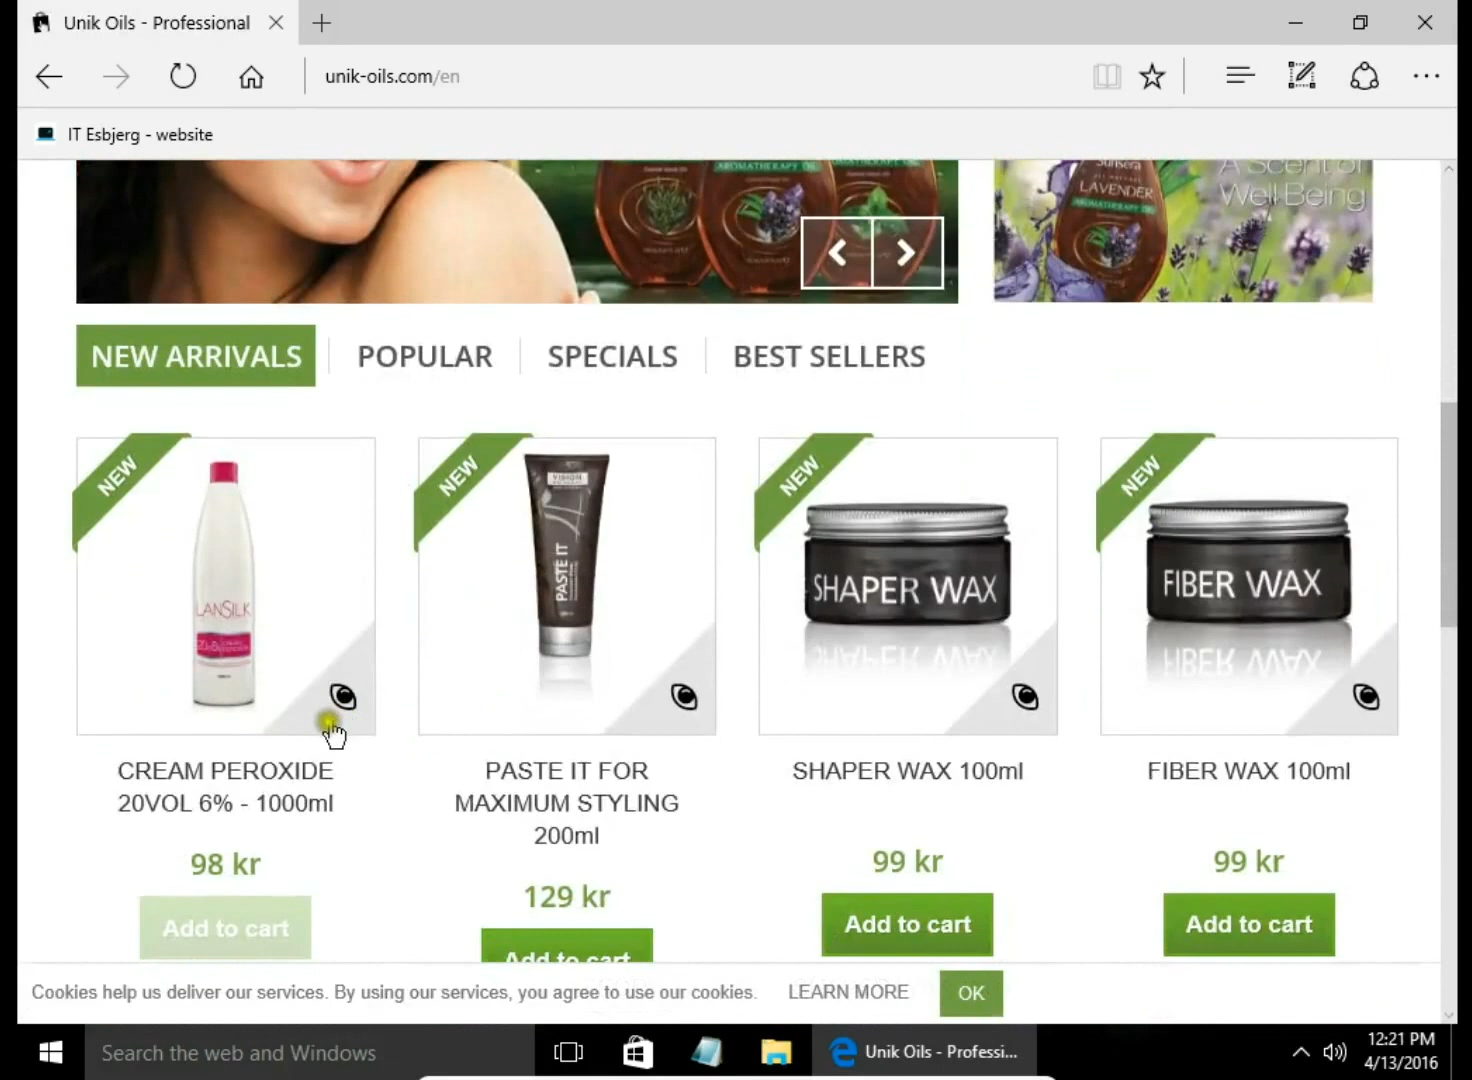 Unik Oils - Professional
unik-oils.com/en
IT Esbjerg - website
AROMATHERAPY OIL
Sunsera
LAVENDER
AROMATHERAPY OIL
A Scent of
Well Being
NEW ARRIVALS
POPULAR
SPECIALS
BEST SELLERS
NEW
NEW
NEW
NEW
LANSILK
VISION
PASTE IT
SHAPER WAX
FIBER WAX
CREAM PEROXIDE
20VOL 6% - 1000ml
PASTE IT FOR
MAXIMUM STYLING
200ml
SHAPER WAX 100ml
FIBER WAX 100ml
98 kr
129 kr
99 kr
99 kr
Add to cart
Add to cart
Add to cart
Add to cart
Cookies help us deliver our services. By using our services, you agree to use our cookies.
LEARN MORE
OK
Search the web and Windows
Unik Oils - Professi...
12:21 PM
4/13/2016